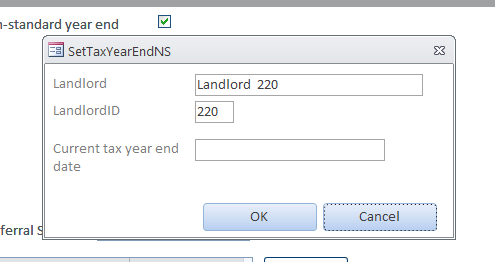 n-standard year end
SetTaxYearEndNS
Landlord
Landlord 220
LandlordID
220
Current tax year end
date
OK
Cancel
ferral S